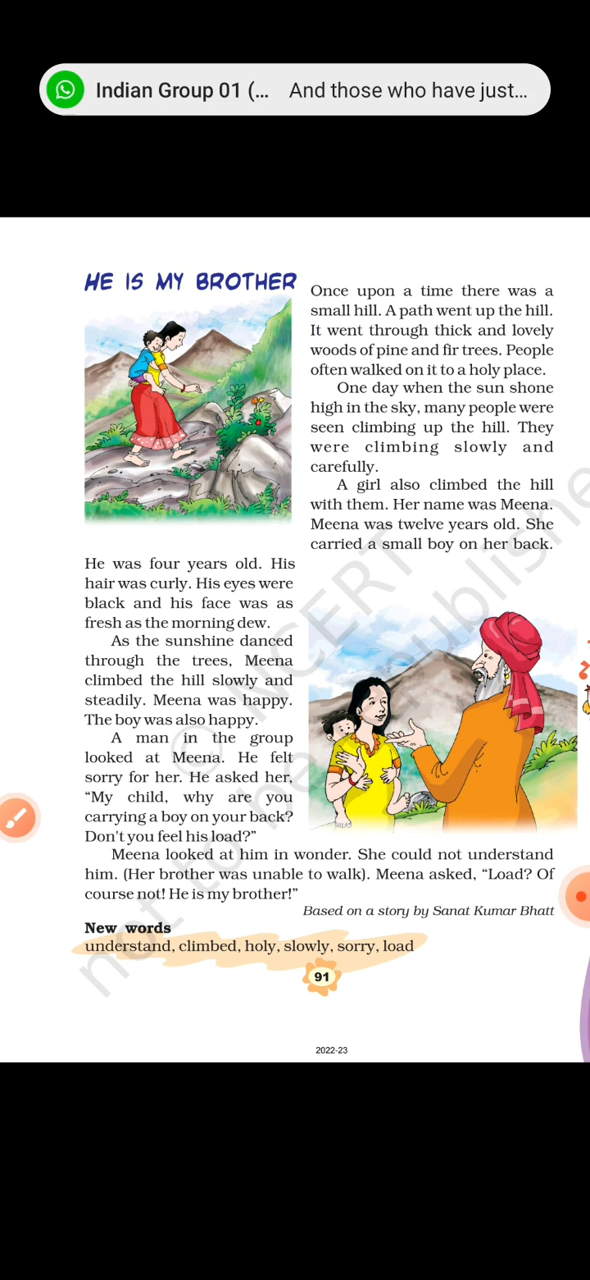 Indian Group 01 (... And those who have just...
HE IS MY BROTHER
Once upon a time there was a
small hill. A path went up the hill.
It went through thick and lovely
woods of pine and fir trees. People
often walked on it to a holy place.
One day when the sun shone
high in the sky, many people were
seen climbing up the hill. They
were climbing slowly and
carefully.
A girl also climbed the hill
with them. Her name was Meena.
Meena was twelve years old. She
carried a small boy on her back.
He was four years old. His
hair was curly. His eyes were
black and his face was as
fresh as the morning dew.
As the sunshine danced
through the trees, Meena
climbed the hill slowly and
steadily. Meena was happy.
The boy was also happy.
A man in the group
looked at Meena. He felt
sorry for her. He asked her,
“My child, why are you
carrying a boy on your back?
Don't you feel his load?”
Meena looked at him in wonder. She could not understand
him. (Her brother was unable to walk). Meena asked, “Load? Of
course not! He is my brother!”
Based on a story by Sanat Kumar Bhatt
New words
understand, climbed, holy, slowly, sorry, load
91
2022-23
© NCERT
not to be republishe